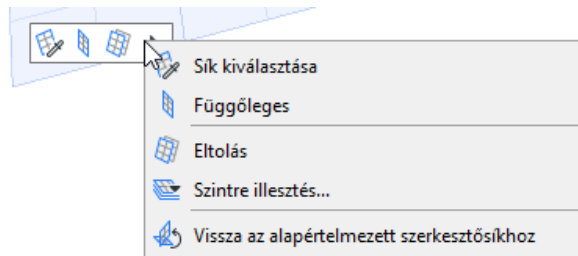 Sík kiválasztása
Függőleges
Eltolás
Szintre illesztés...
Vissza az alapértelmezett szerkesztősíkhoz